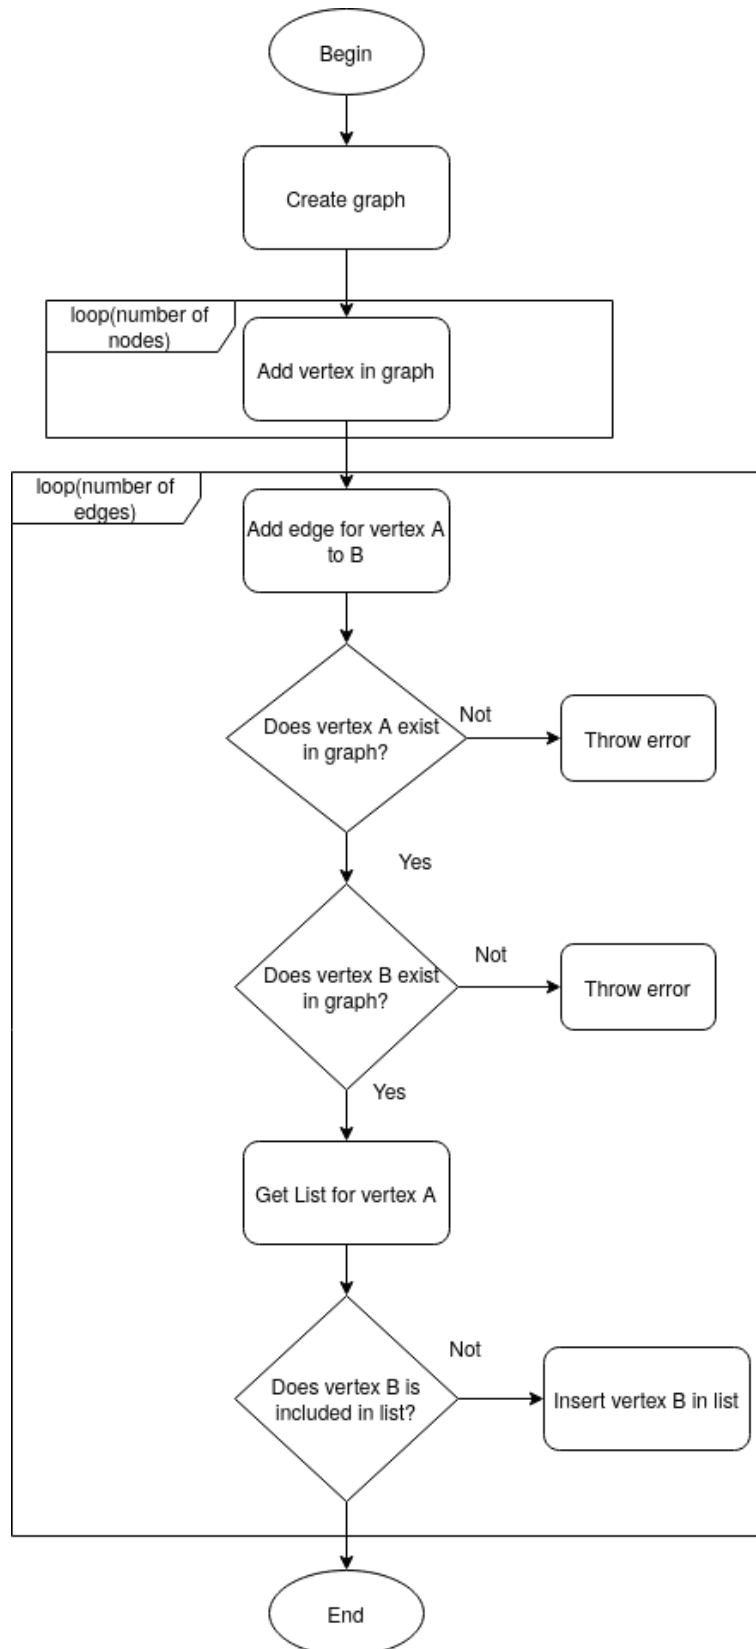 Begin
Create graph
loop(number of
nodes)
Add vertex in graph
loop(number of
edges)
Add edge for vertex A
to B
Does vertex A exist
in graph?
Not
Throw error
Yes
Does vertex B exist
in graph?
Not
Throw error
Yes
Get List for vertex A
Not
Does vertex B is
included in list?
Insert vertex B in list
End